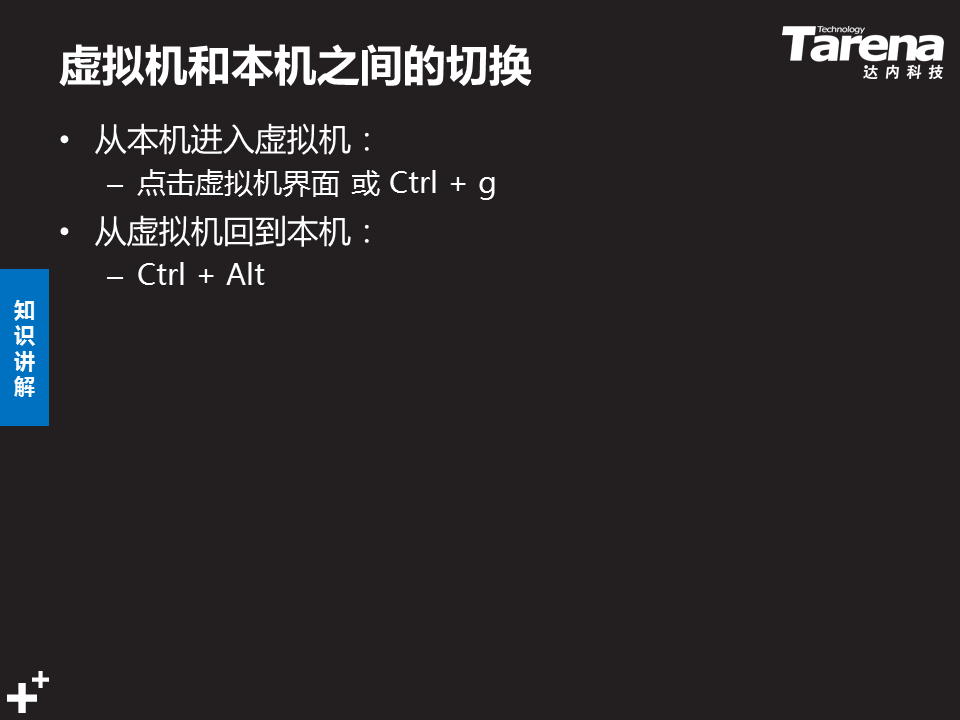 虚拟机和本机之间的切换
Technology
Tarena
达内科技
• 从本机进入虚拟机：
– 点击虚拟机界面 或 Ctrl + g
• 从虚拟机回到本机：
– Ctrl + Alt
知识讲解